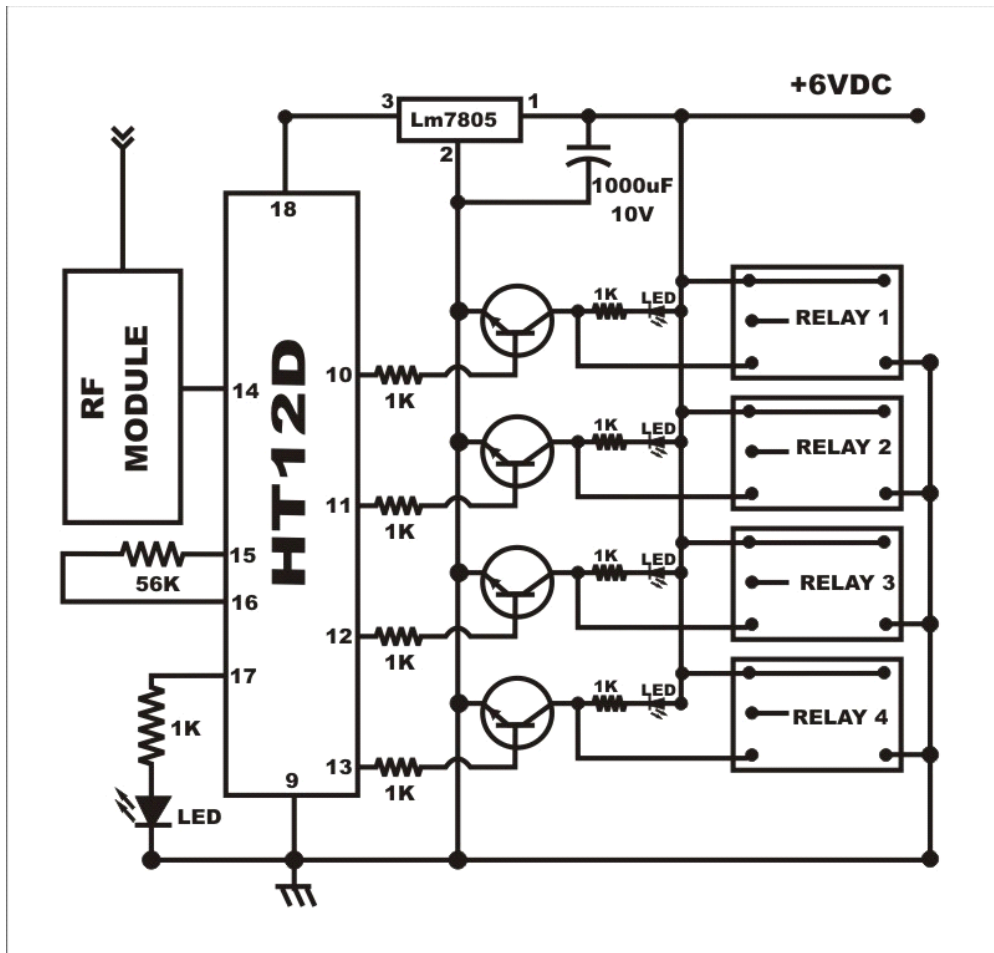 +6VDC
3
Lm7805
1
2
1000uF
10V
18
RF
MODULE
HT12D
14
10
1K
1K
LED
RELAY 1
11
1K
1K
LED
RELAY 2
15
56K
16
12
1K
1K
LED
RELAY 3
17
1K
LED
13
1K
1K
LED
RELAY 4
9